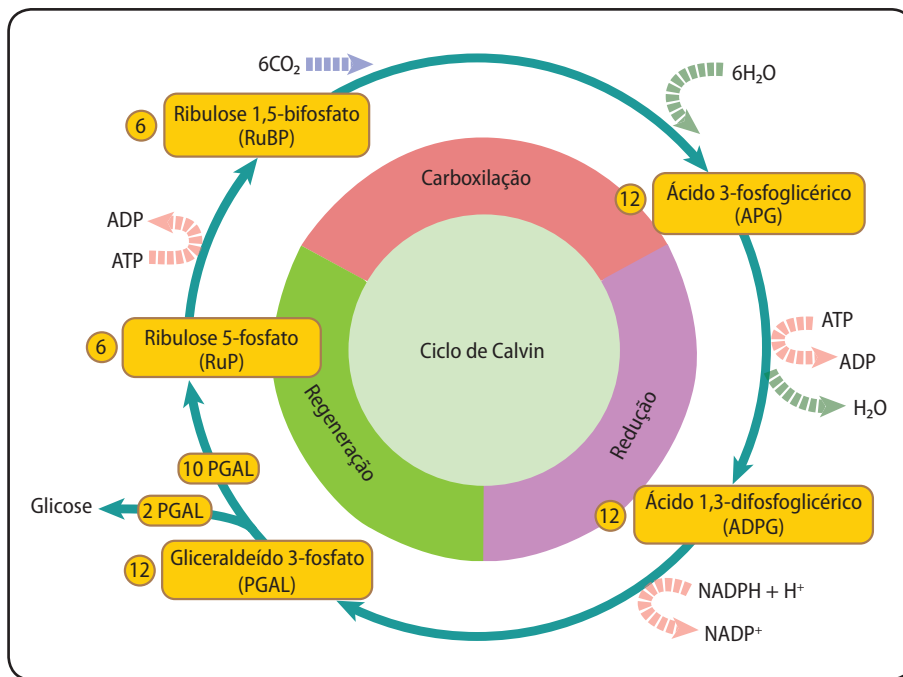 6CO₂
6H₂O
6
Ribulose 1,5-bifosfato
(RuBP)
Carboxilação
12
Ácido 3-fosfoglicérico
(APG)
ADP
ATP
ATP
ADP
H₂O
6
Ribulose 5-fosfato
(RuP)
Ciclo de Calvin
Regeneração
Redução
10 PGAL
Glicose
2 PGAL
12
Ácido 1,3-difosfoglicérico
(ADPG)
12
Gliceraldeído 3-fosfato
(PGAL)
NADPH + H⁺
NADP⁺